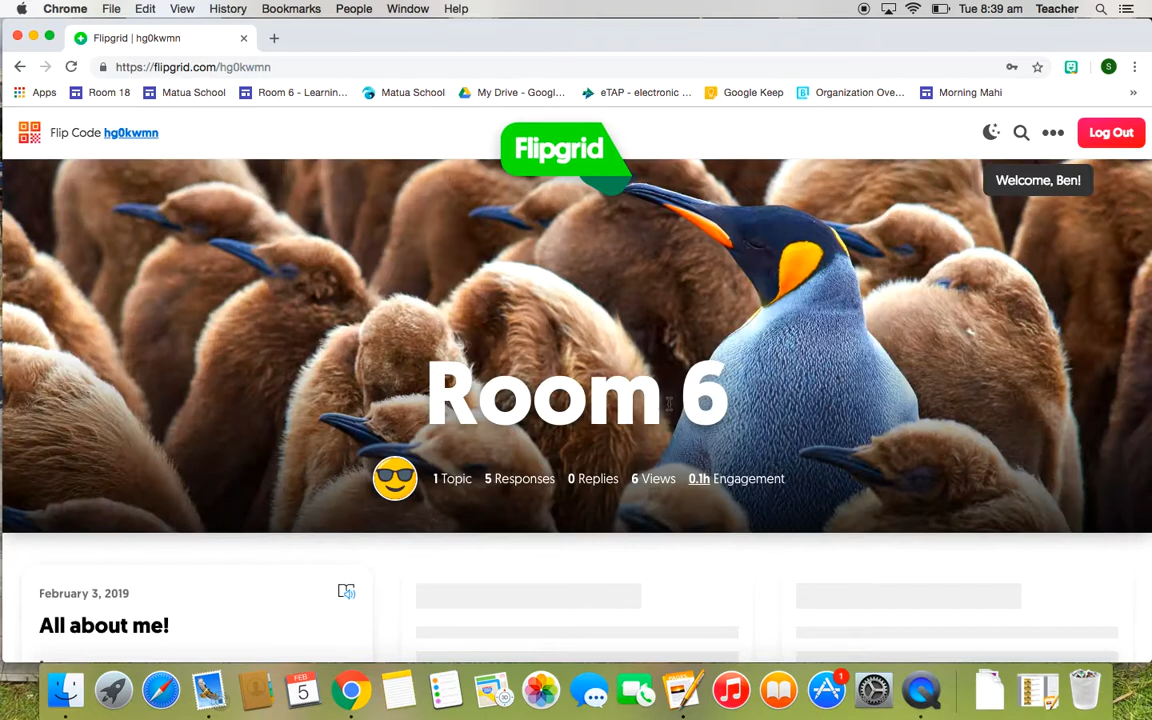 Chrome File Edit View History Bookmarks People Window Help Tue 8:39 am Teacher
Flipgrid | hg0kwmn
https://flipgrid.com/hg0kwmn S
Apps Room 18 Matua School Room 6 - Learnin... Matua School My Drive - Googl... eTAP - electronic ... Google Keep Organization Ove... Morning Mahi »
Flip Code hg0kwmn Flipgrid Log Out
Welcome, Ben!
Room 6
1 Topic 5 Responses 0 Replies 6 Views 0.1h Engagement
February 3, 2019
All about me!
FEB
5
1